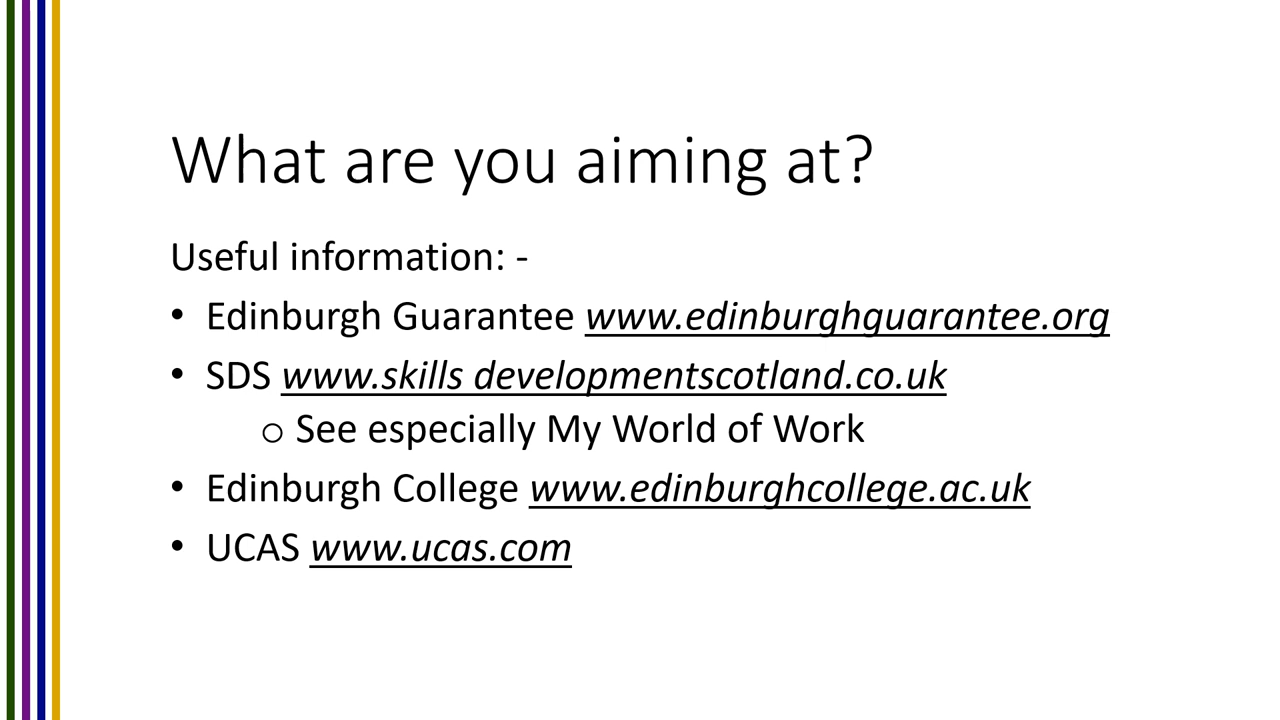 What are you aiming at?
Useful information: -
• Edinburgh Guarantee www.edinburghguarantee.org
• SDS www.skills developmentscotland.co.uk
o See especially My World of Work
• Edinburgh College www.edinburghcollege.ac.uk
• UCAS www.ucas.com